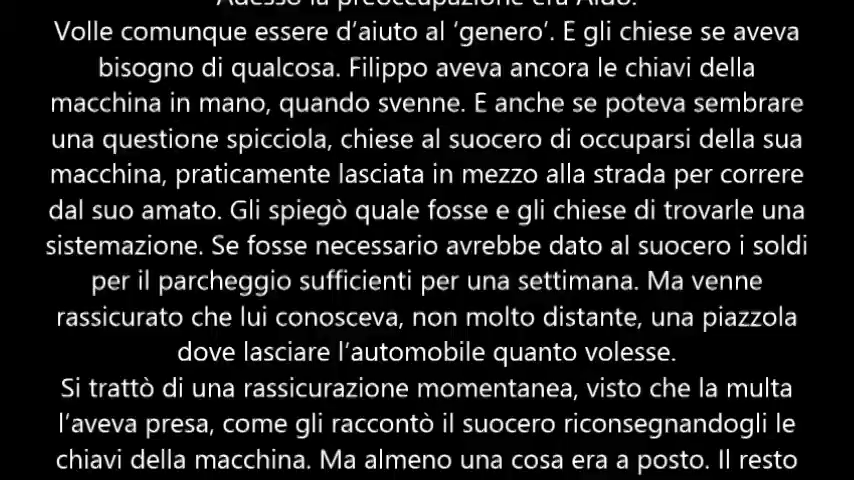 Adesso la preoccupazione era Aldo.
Volle comunque essere d’aiuto al ‘genero’. E gli chiese se aveva
bisogno di qualcosa. Filippo aveva ancora le chiavi della
macchina in mano, quando svenne. E anche se poteva sembrare
una questione spicciola, chiese al suocero di occuparsi della sua
macchina, praticamente lasciata in mezzo alla strada per correre
dal suo amato. Gli spiegò quale fosse e gli chiese di trovarle una
sistemazione. Se fosse necessario avrebbe dato al suocero i soldi
per il parcheggio sufficienti per una settimana. Ma venne
rassicurato che lui conosceva, non molto distante, una piazzola
dove lasciare l’automobile quanto volesse.
Si trattò di una rassicurazione momentanea, visto che la multa
l’aveva presa, come gli raccontò il suocero riconsegnandogli le
chiavi della macchina. Ma almeno una cosa era a posto. Il resto